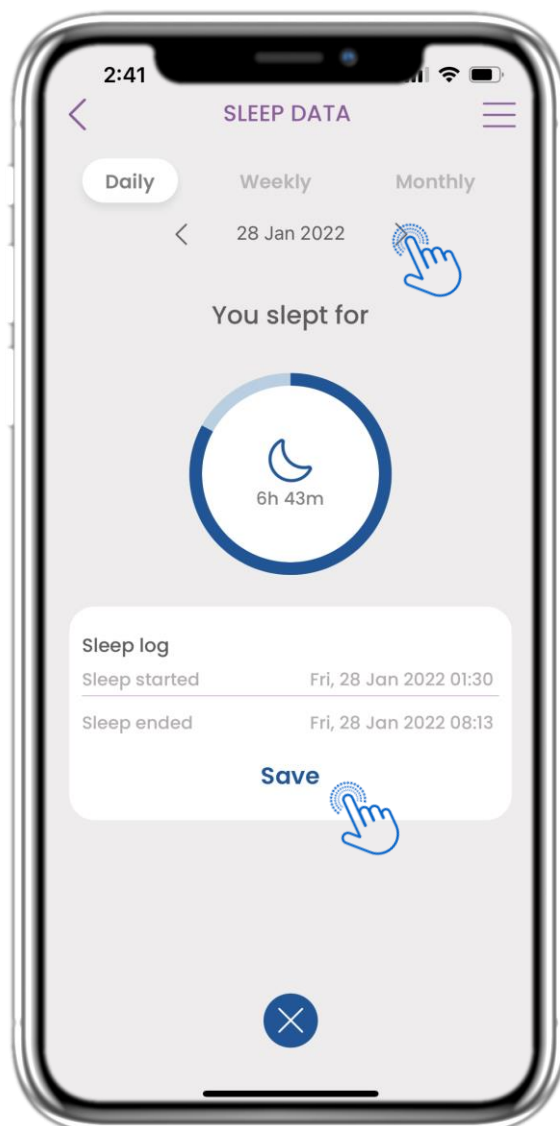 2:41
SLEEP DATA
Daily Weekly Monthly
28 Jan 2022
You slept for
6h 43m
Sleep log
Sleep started Fri, 28 Jan 2022 01:30
Sleep ended Fri, 28 Jan 2022 08:13
Save